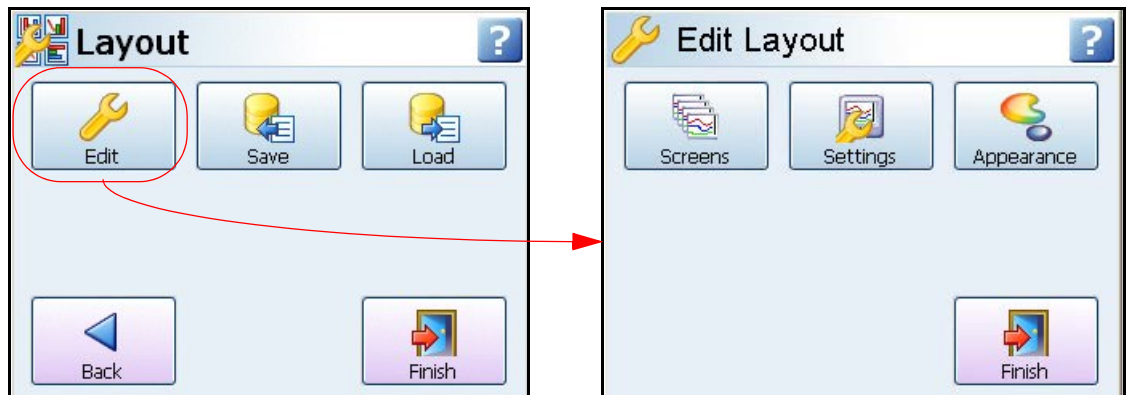 Layout
?
Edit
Save
Load
Back
Finish
Edit Layout
?
Screens
Settings
Appearance
Finish